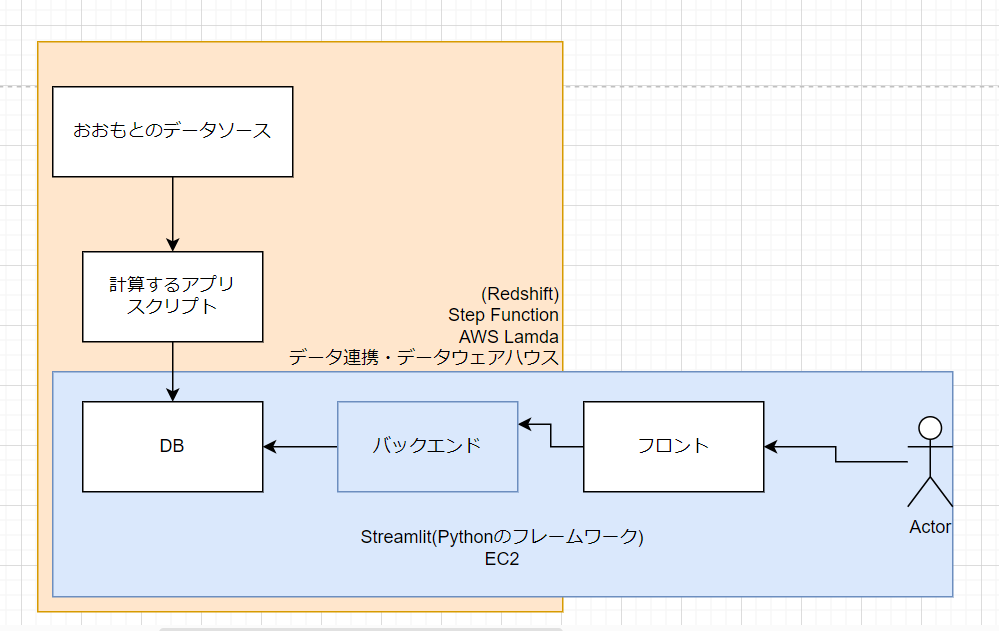 おおもとのデータソース
計算するアプリ
スクリプト
(Redshift)
Step Function
AWS Lamda
データ連携・データウェアハウス
DB
バックエンド
フロント
Actor
Streamlit(Pythonのフレームワーク)
EC2